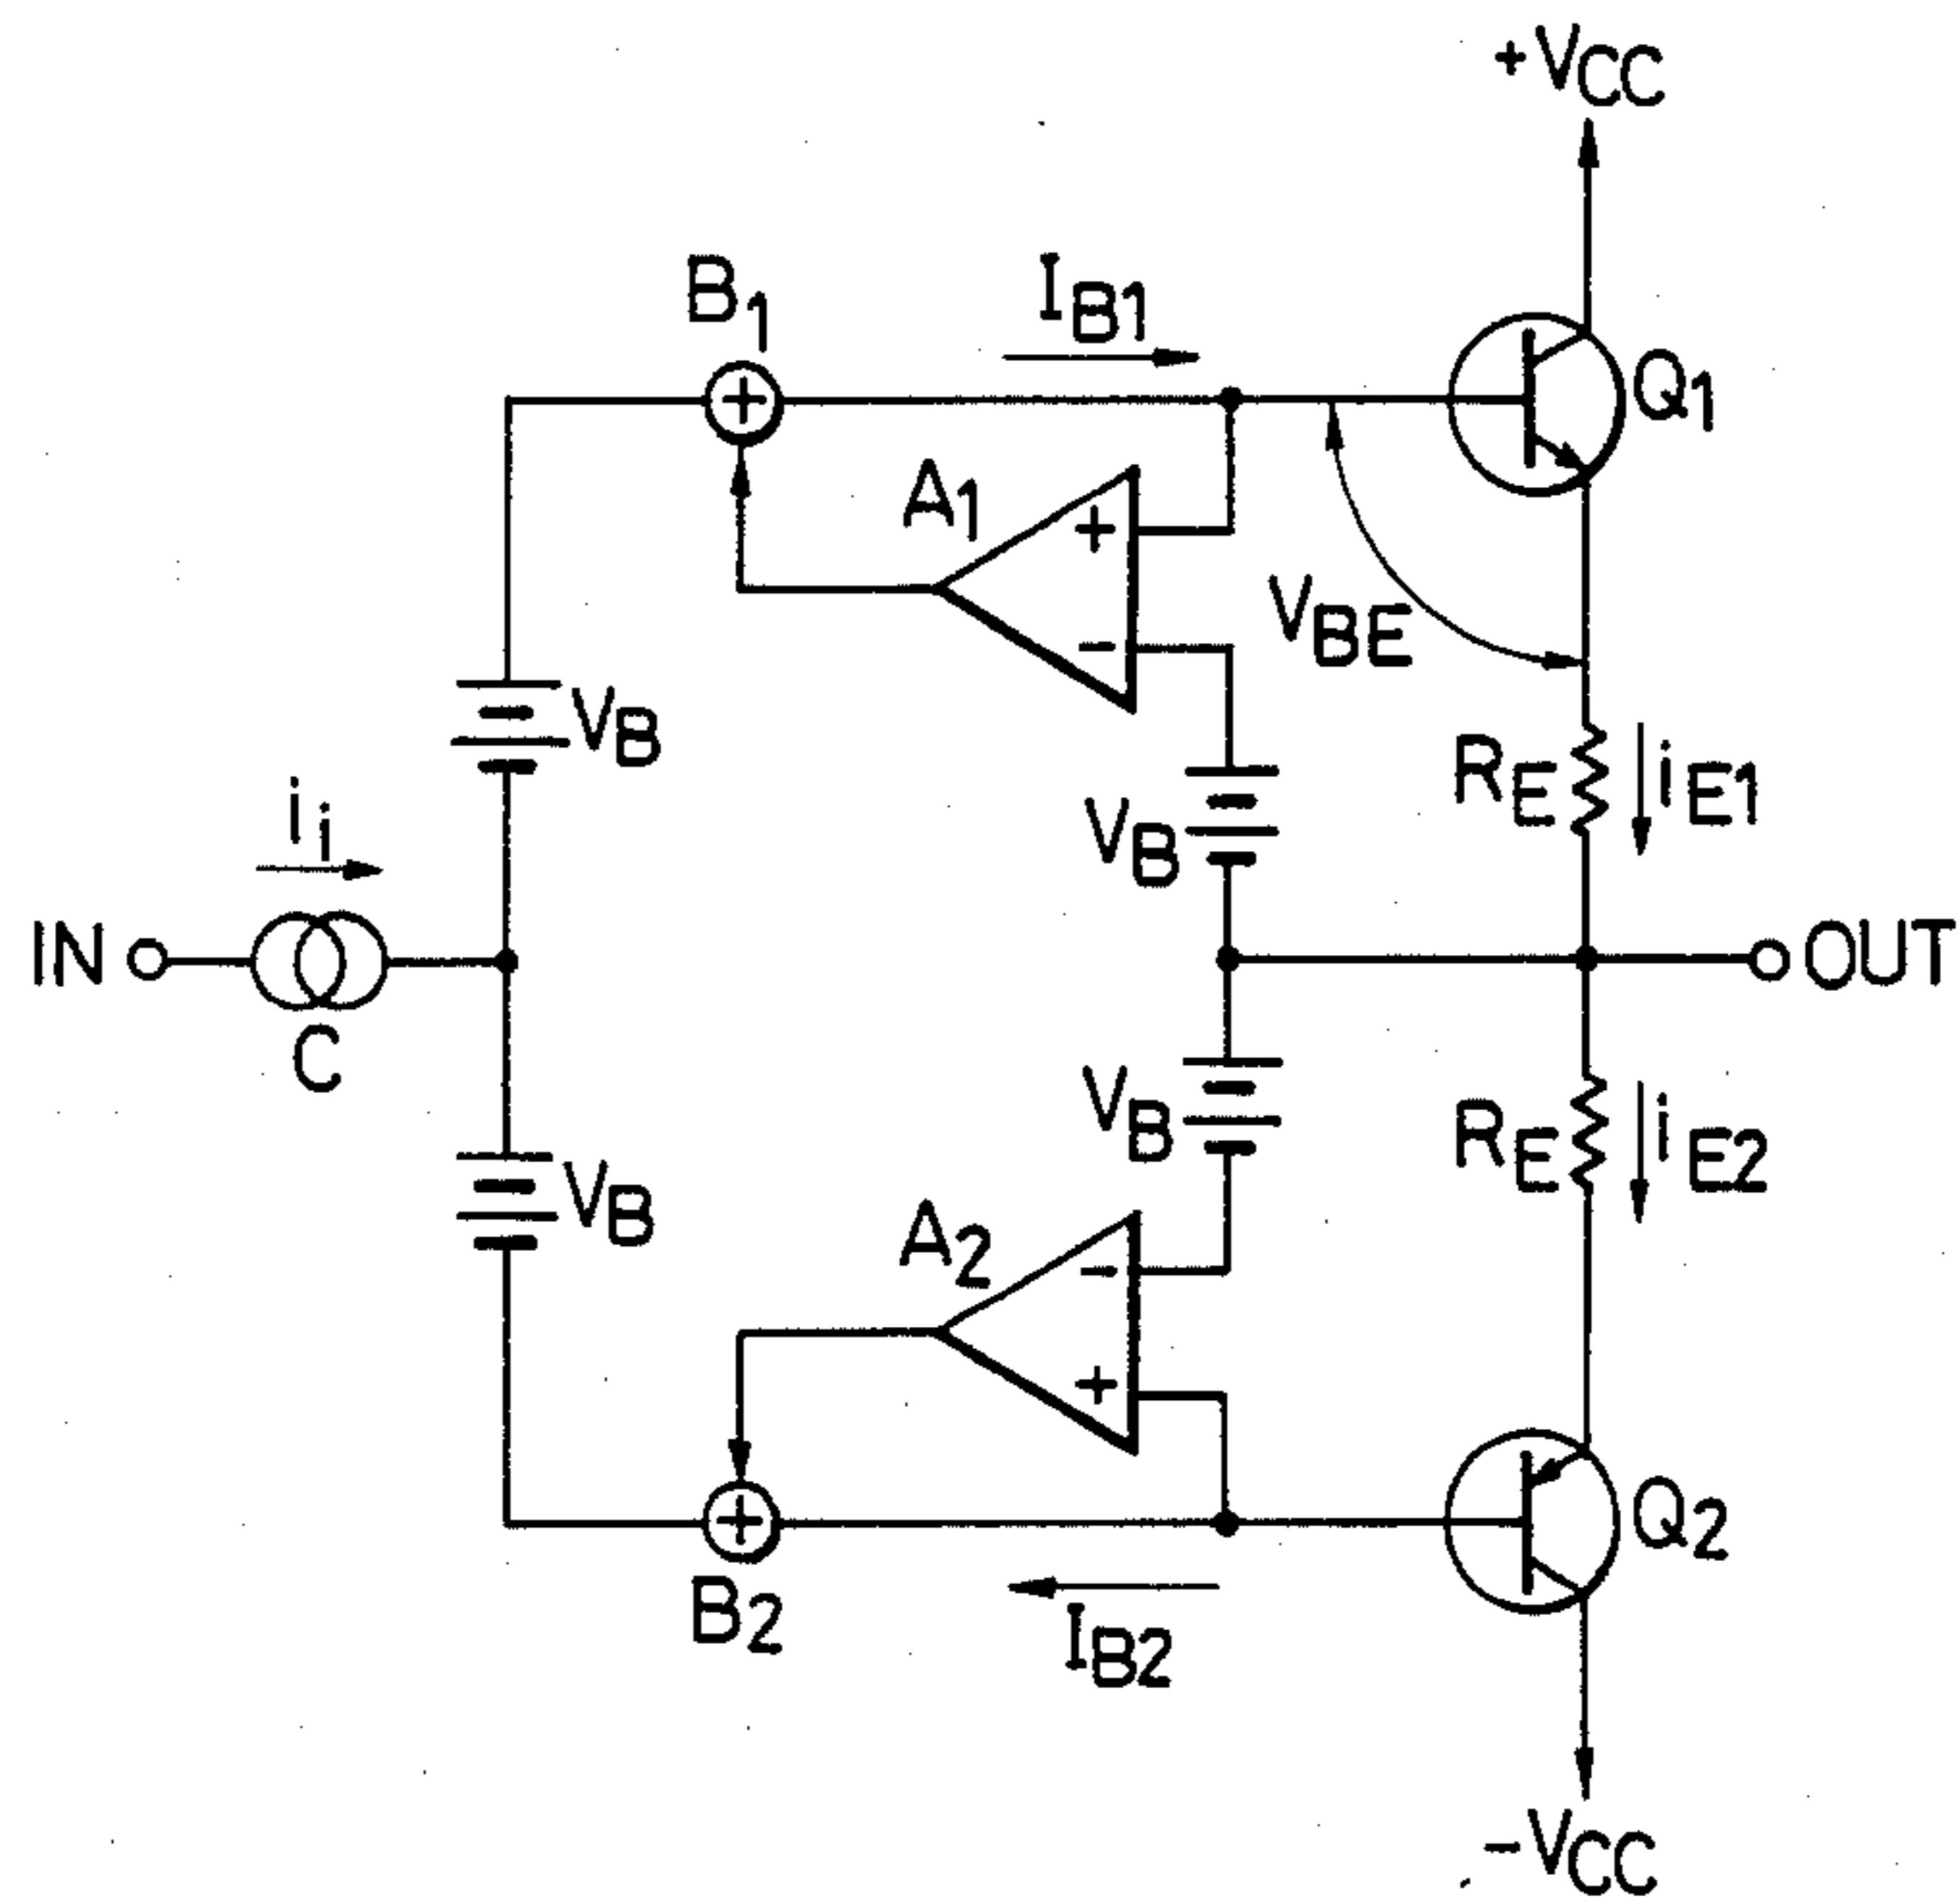 +VCC
B1
IB1
Q1
A1
+
-
VBE
VB
VB
RE
iE1
ii
IN
C
OUT
VB
VB
RE
iE2
A2
-
+
B2
IB2
Q2
-VCC